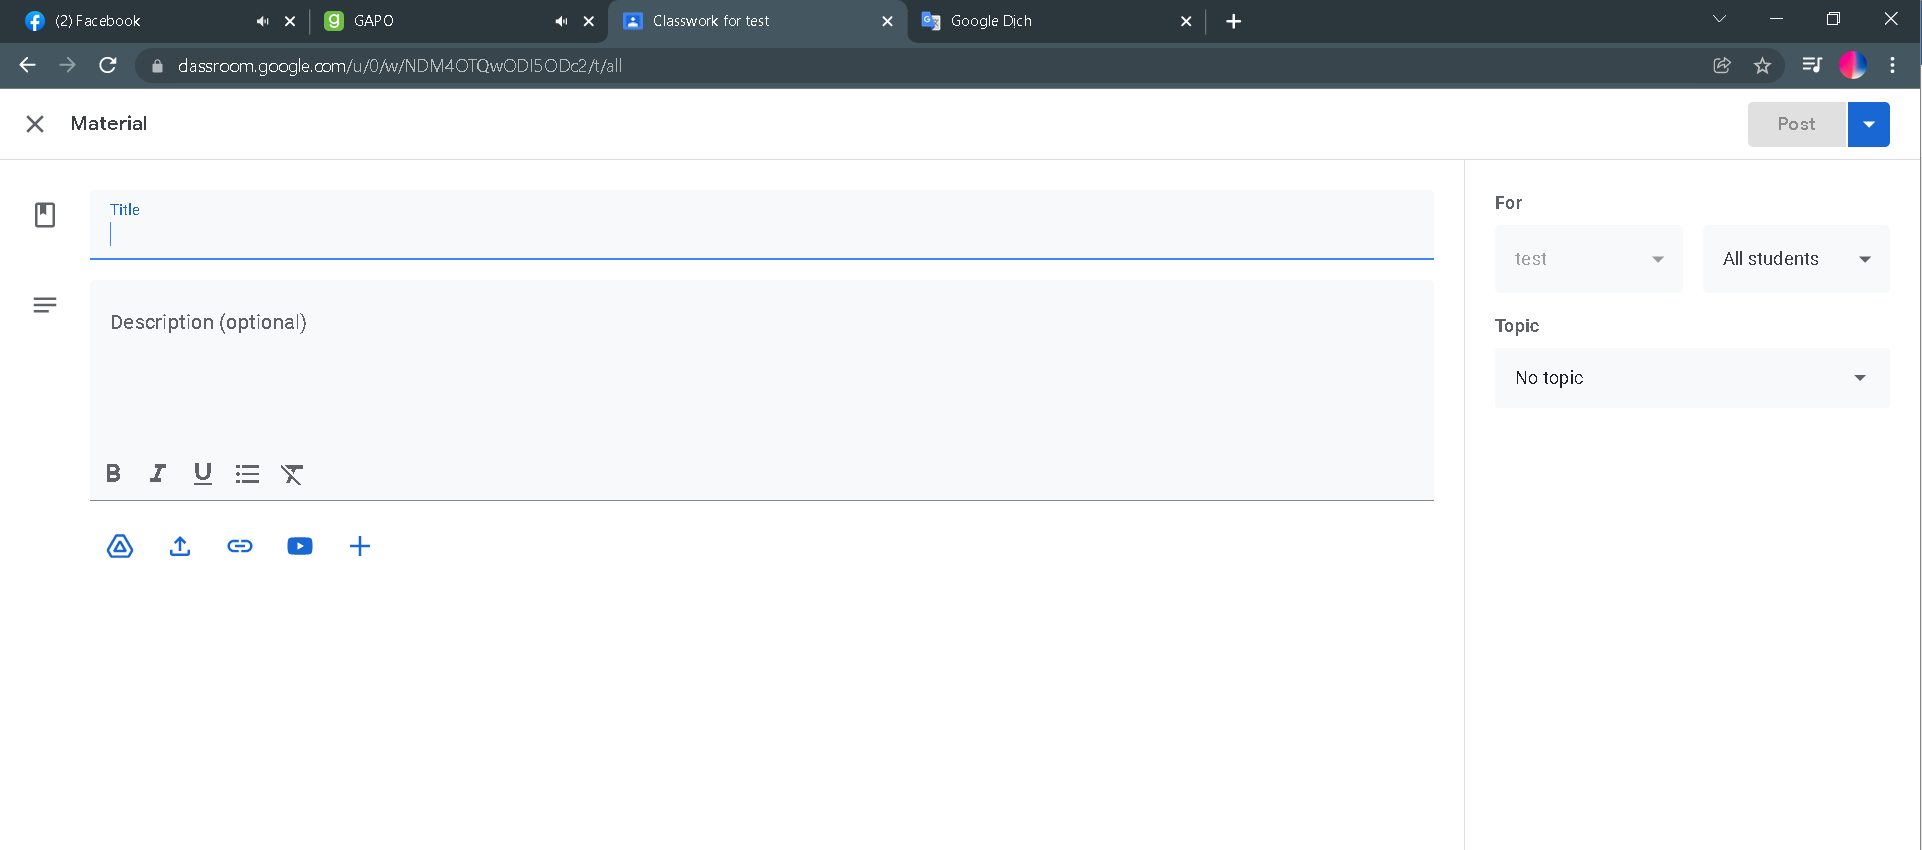 (2) Facebook
GAPO
Classwork for test
Google Dịch
classroom.google.com/u/0/w/NDM4OTQwODI5ODc2/t/all
Material
Post
Title
Description (optional)
For
test
All students
Topic
No topic